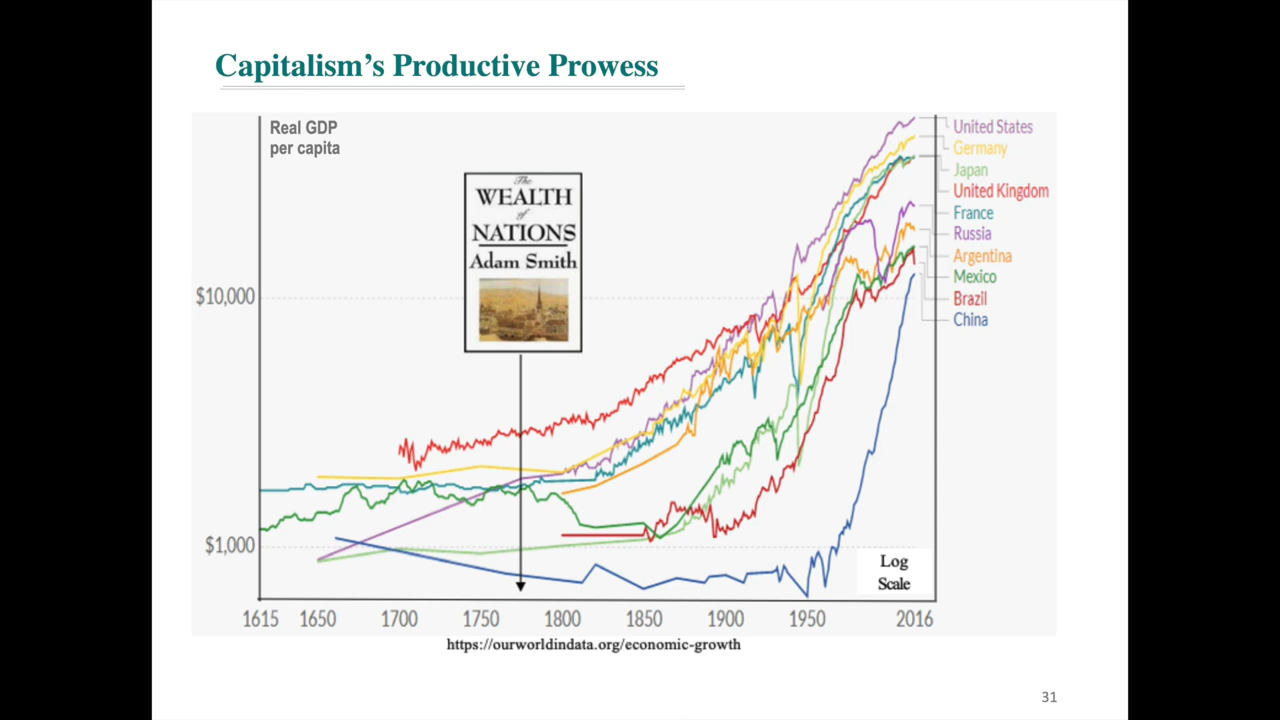 Capitalism's Productive Prowess
Real GDP
per capita
The
WEALTH
of
NATIONS
Adam Smith
$10,000
$1,000
United States
Germany
Japan
United Kingdom
France
Russia
Argentina
Mexico
Brazil
China
Log
Scale
1615 1650 1700 1750 1800 1850 1900 1950 2016
https://ourworldindata.org/economic-growth
31